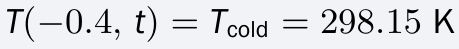 T(−0.4, t) = T_cold = 298.15 K